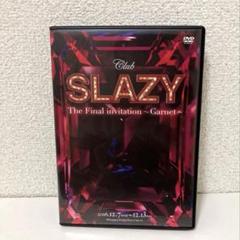 DVD
Club
SLAZY
The Final invitation ~Garnet~